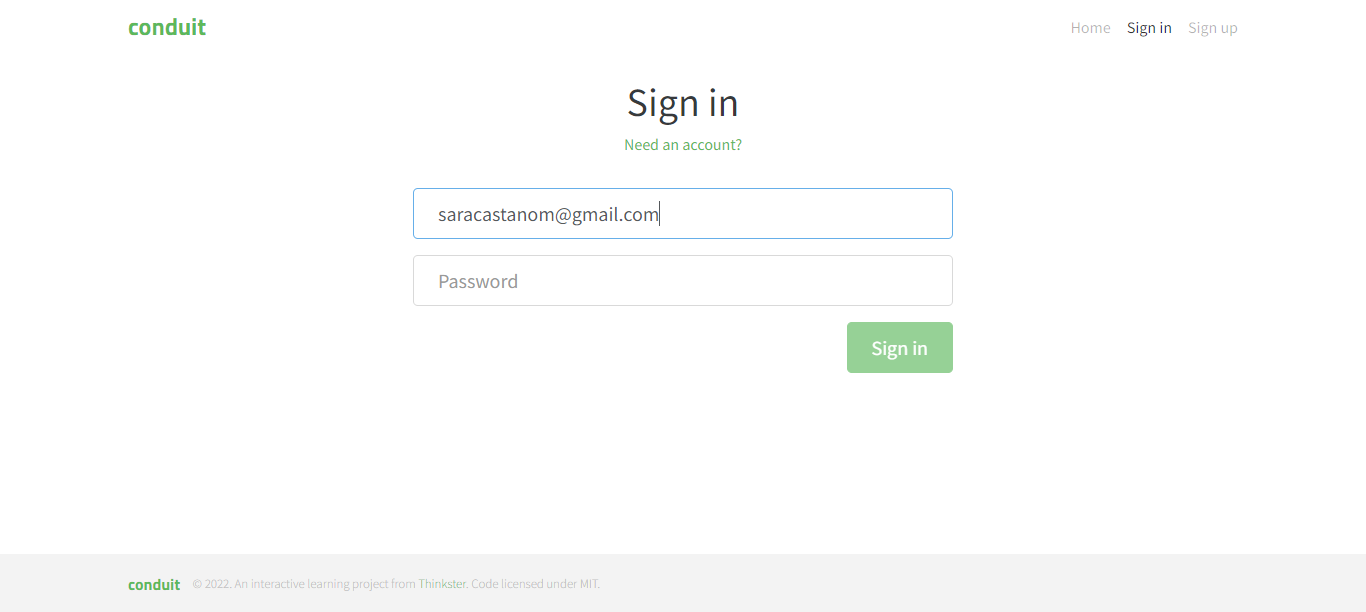 conduit
Home Sign in Sign up
Sign in
Need an account?
saracastanom@gmail.com
Password
Sign in
conduit © 2022. An interactive learning project from Thinkster. Code licensed under MIT.